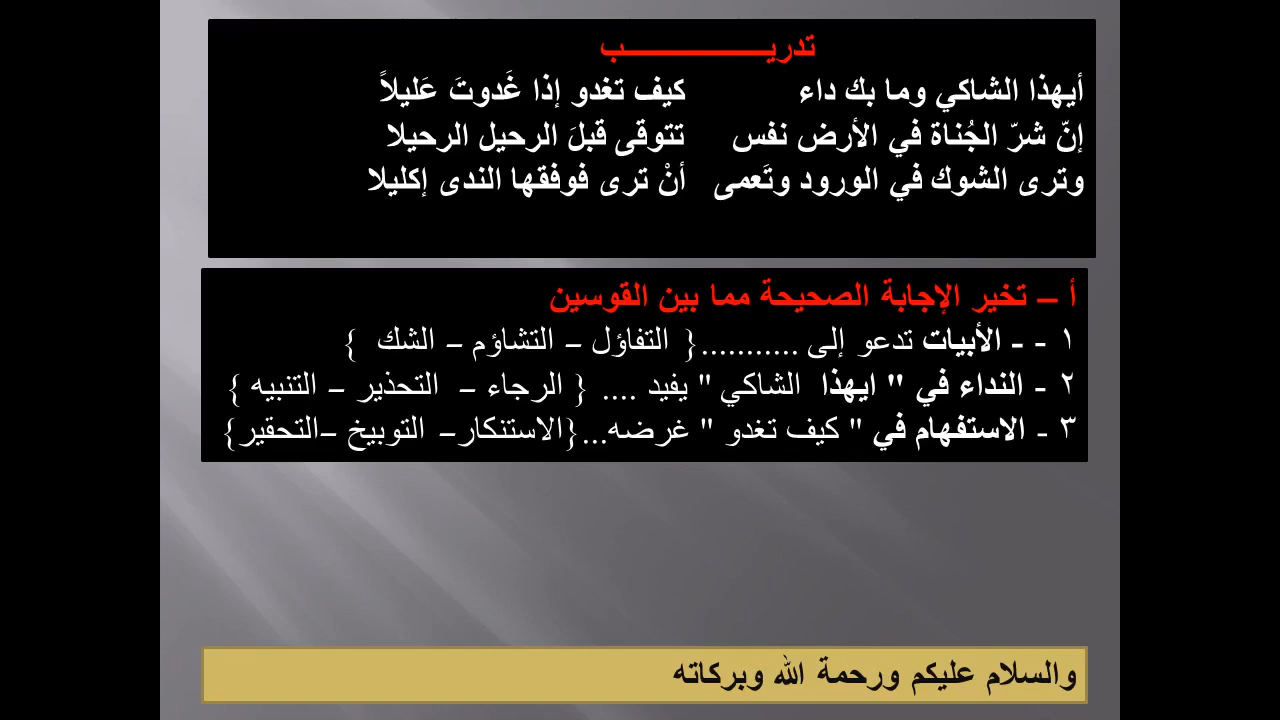 تدريـــــــــــــــب
أيهذا الشاكي وما بك داء كيف تغدو إذا غَدوتَ عَليلاً
إنّ شرّ الجُناة في الأرض نفس تتوقى قبلَ الرحيل الرحيلا
وترى الشوك في الورود وتَعمى أنْ ترى فوفقها الندى إكليلا
أ – تخير الإجابة الصحيحة مما بين القوسين
١ - - الأبيات تدعو إلى ...........{ التفاؤل – التشاؤم – الشك }
٢ - النداء في " ايهذا الشاكي " يفيد .... { الرجاء – التحذير – التنبيه }
٣ - الاستفهام في " كيف تغدو " غرضه...{الاستنكار– التوبيخ –التحقير}
والسلام عليكم ورحمة الله وبركاته